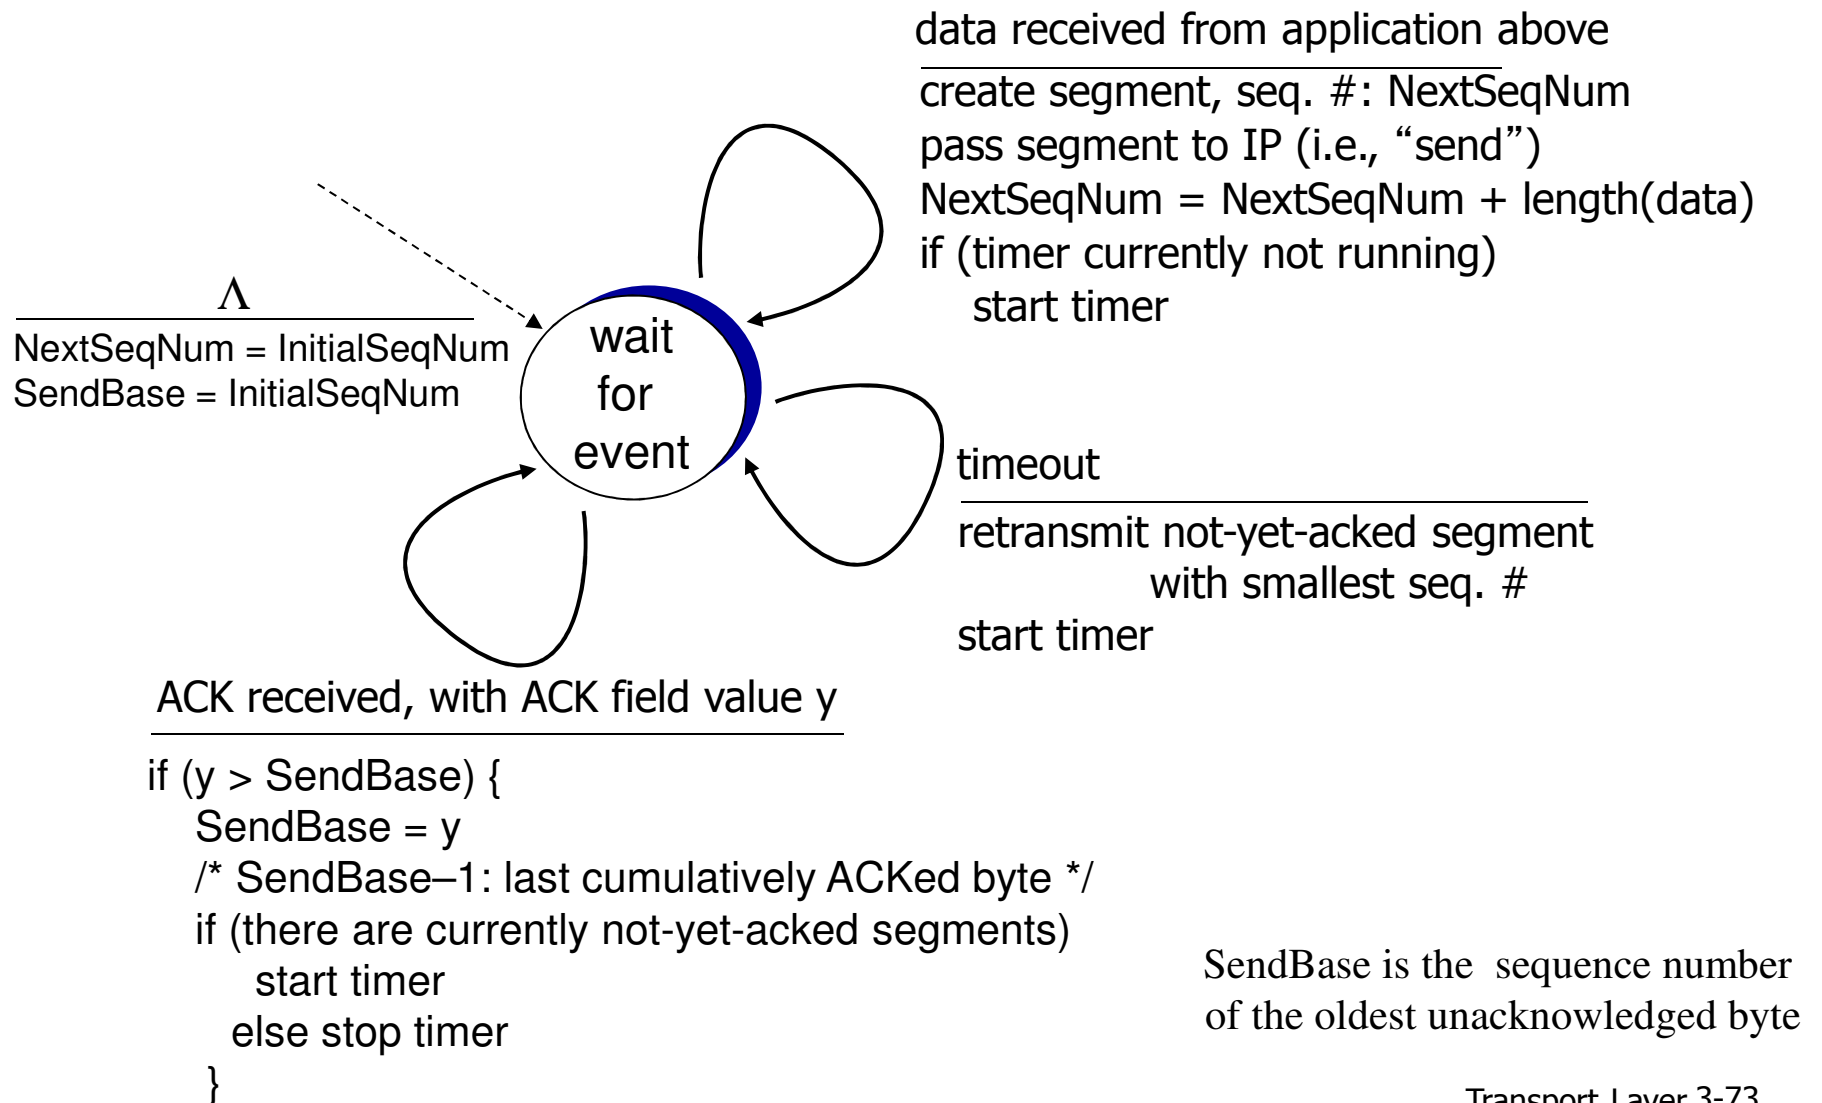 data received from application above
create segment, seq. #: NextSeqNum
pass segment to IP (i.e., “send”)
NextSeqNum = NextSeqNum + length(data)
if (timer currently not running)
start timer
Λ
NextSeqNum = InitialSeqNum
SendBase = InitialSeqNum
wait
for
event
timeout
retransmit not-yet-acked segment
with smallest seq. #
start timer
ACK received, with ACK field value y
if (y > SendBase) {
SendBase = y
/* SendBase–1: last cumulatively ACKed byte */
if (there are currently not-yet-acked segments)
start timer
else stop timer
}
SendBase is the sequence number
of the oldest unacknowledged byte
Transport Layer 3-73